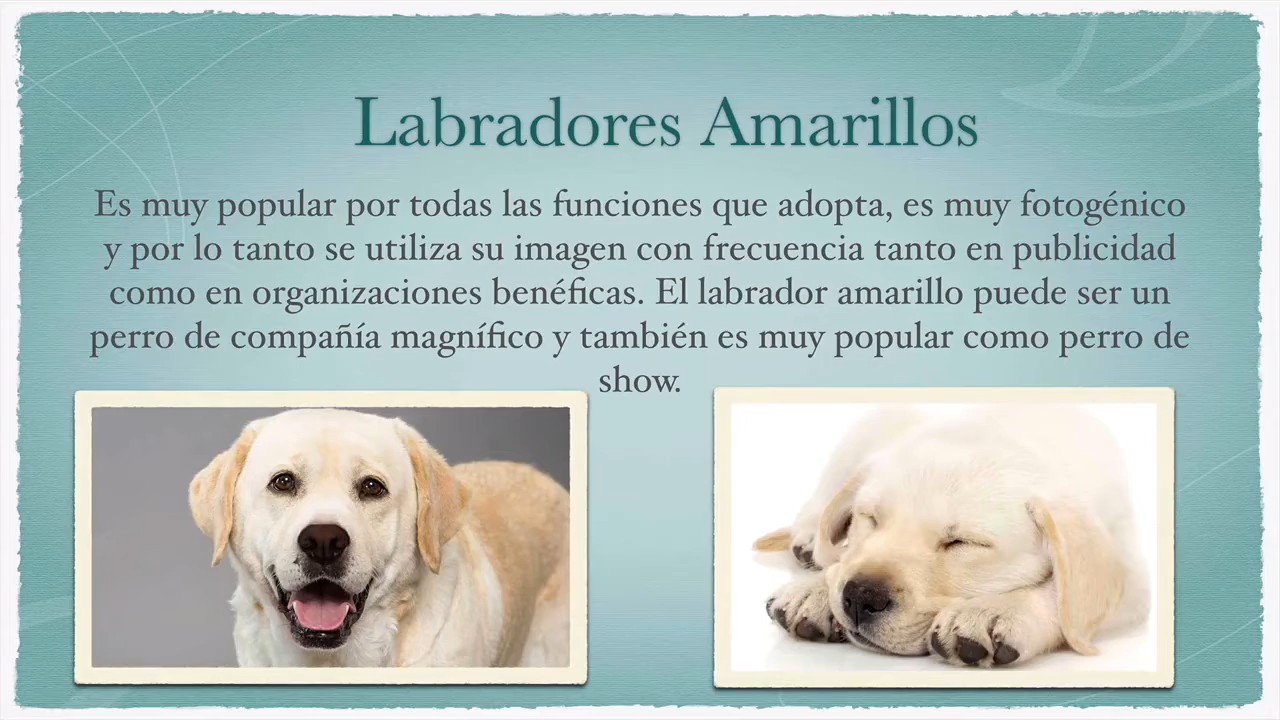 Labradores Amarillos
Es muy popular por todas las funciones que adopta, es muy fotogénico
y por lo tanto se utiliza su imagen con frecuencia tanto en publicidad
como en organizaciones benéficas. El labrador amarillo puede ser un
perro de compañía magnífico y también es muy popular como perro de
show.